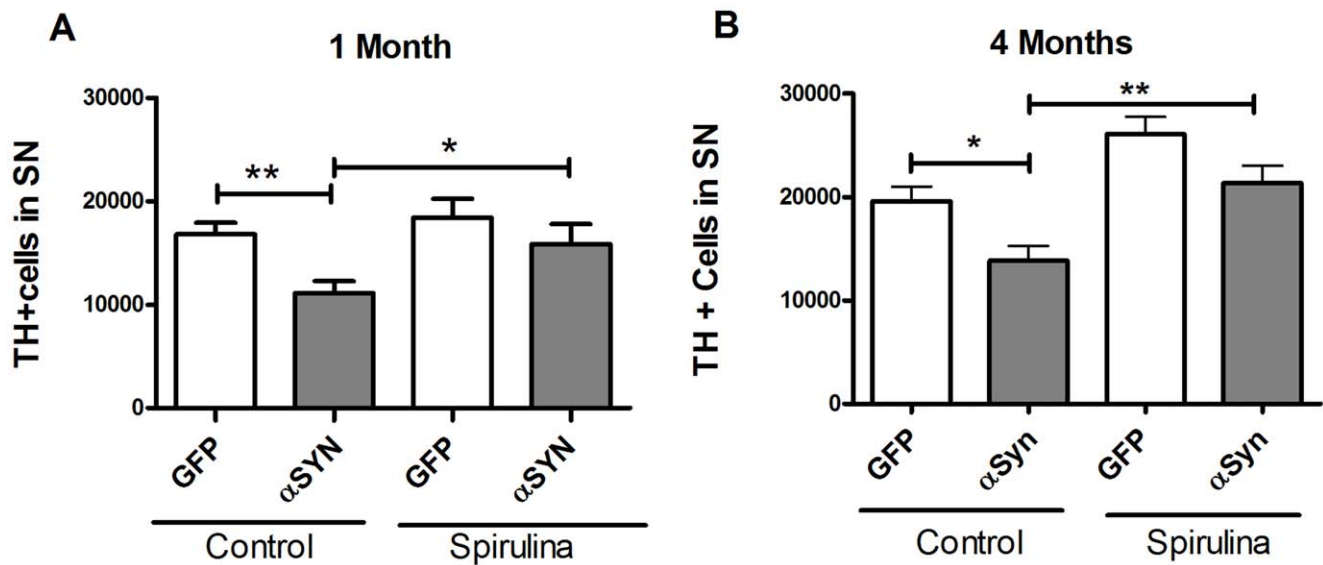 A
1 Month
TH+cells in SN
30000
20000
10000
0
**
*
GFP
αSYN
GFP
αSYN
Control
Spirulina
B
4 Months
TH + Cells in SN
30000
20000
10000
0
*
**
GFP
αSyn
GFP
αSyn
Control
Spirulina